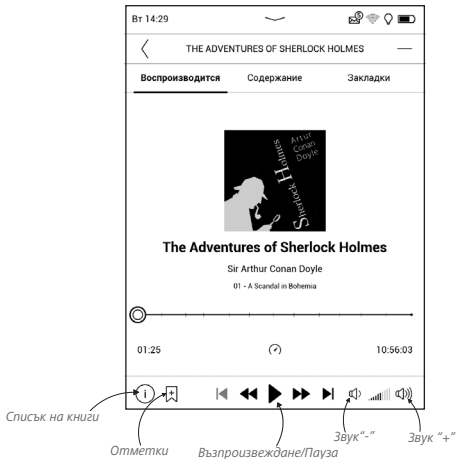 Вт 14:29
5
THE ADVENTURES OF SHERLOCK HOLMES
Воспроизводится Содержание Закладки
Artur
Conan
Doyle
Sherlock Holmes
The Adventures of Sherlock Holmes
Sir Arthur Conan Doyle
01 - A Scandal in Bohemia
01:25 10:56:03
Списък на книги
Отметки
Възпроизвеждане/Пауза
Звук“-”
Звук “+”